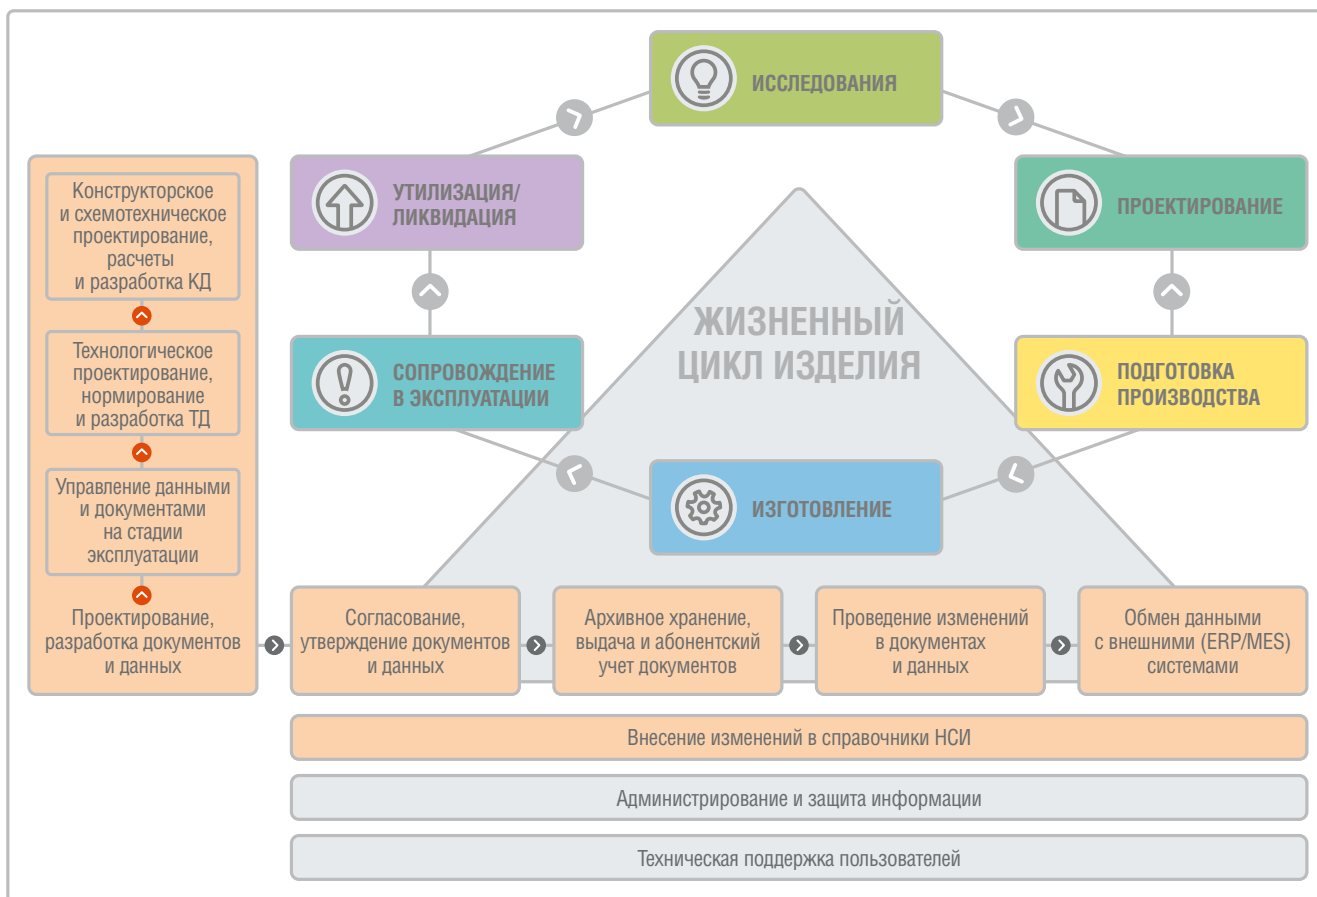 ИССЛЕДОВАНИЯ
УТИЛИЗАЦИЯ/
ЛИКВИДАЦИЯ
ПРОЕКТИРОВАНИЕ
ЖИЗНЕННЫЙ
ЦИКЛ ИЗДЕЛИЯ
СОПРОВОЖДЕНИЕ
В ЭКСПЛУАТАЦИИ
ПОДГОТОВКА
ПРОИЗВОДСТВА
ИЗГОТОВЛЕНИЕ
Конструкторское
и схемотехническое
проектирование,
расчеты
и разработка КД
Технологическое
проектирование,
нормирование
и разработка ТД
Управление данными
и документами
на стадии
эксплуатации
Проектирование,
разработка документов
и данных
Согласование,
утверждение документов
и данных
Архивное хранение,
выдача и абонентский
учет документов
Проведение изменений
в документах
и данных
Обмен данными
с внешними (ERP/MES)
системами
Внесение изменений в справочники НСИ
Администрирование и защита информации
Техническая поддержка пользователей